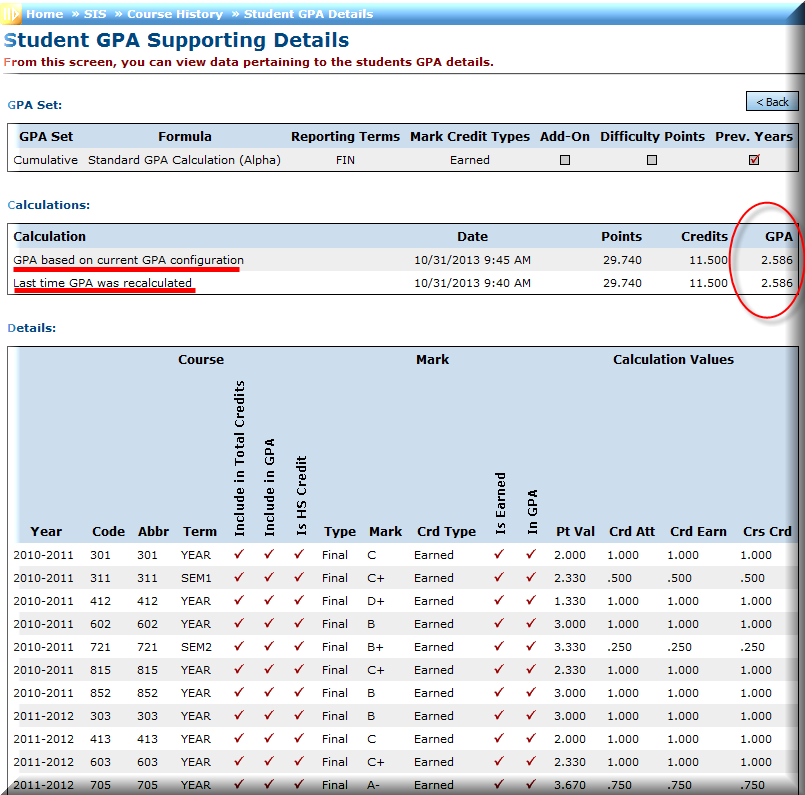 Home » SIS » Course History » Student GPA Details
Student GPA Supporting Details
From this screen, you can view data pertaining to the students GPA details.
GPA Set:
< Back
GPA Set Formula Reporting Terms Mark Credit Types Add-On Difficulty Points Prev. Years
Cumulative Standard GPA Calculation (Alpha) FIN Earned
Calculations:
Calculation Date Points Credits GPA
GPA based on current GPA configuration 10/31/2013 9:45 AM 29.740 11.500 2.586
Last time GPA was recalculated 10/31/2013 9:40 AM 29.740 11.500 2.586
Details:
Course Mark Calculation Values
Year Code Abbr Term Include in Total Credits Include in GPA Is HS Credit Type Mark Crd Type Is Earned In GPA Pt Val Crd Att Crd Earn Crs Crd
2010-2011 301 301 YEAR ✓ ✓ ✓ Final C Earned ✓ ✓ 2.000 1.000 1.000 1.000
2010-2011 311 311 SEM1 ✓ ✓ ✓ Final C+ Earned ✓ ✓ 2.330 .500 .500 .500
2010-2011 412 412 YEAR ✓ ✓ ✓ Final D+ Earned ✓ ✓ 1.330 1.000 1.000 1.000
2010-2011 602 602 YEAR ✓ ✓ ✓ Final B Earned ✓ ✓ 3.000 1.000 1.000 1.000
2010-2011 721 721 SEM2 ✓ ✓ ✓ Final B+ Earned ✓ ✓ 3.330 .250 .250 .250
2010-2011 815 815 YEAR ✓ ✓ ✓ Final C+ Earned ✓ ✓ 2.330 1.000 1.000 1.000
2010-2011 852 852 YEAR ✓ ✓ ✓ Final B Earned ✓ ✓ 3.000 1.000 1.000 1.000
2011-2012 303 303 YEAR ✓ ✓ ✓ Final B Earned ✓ ✓ 3.000 1.000 1.000 1.000
2011-2012 413 413 YEAR ✓ ✓ ✓ Final C Earned ✓ ✓ 2.000 1.000 1.000 1.000
2011-2012 603 603 YEAR ✓ ✓ ✓ Final C+ Earned ✓ ✓ 2.330 1.000 1.000 1.000
2011-2012 705 705 YEAR ✓ ✓ ✓ Final A- Earned ✓ ✓ 3.670 .750 .750 .750